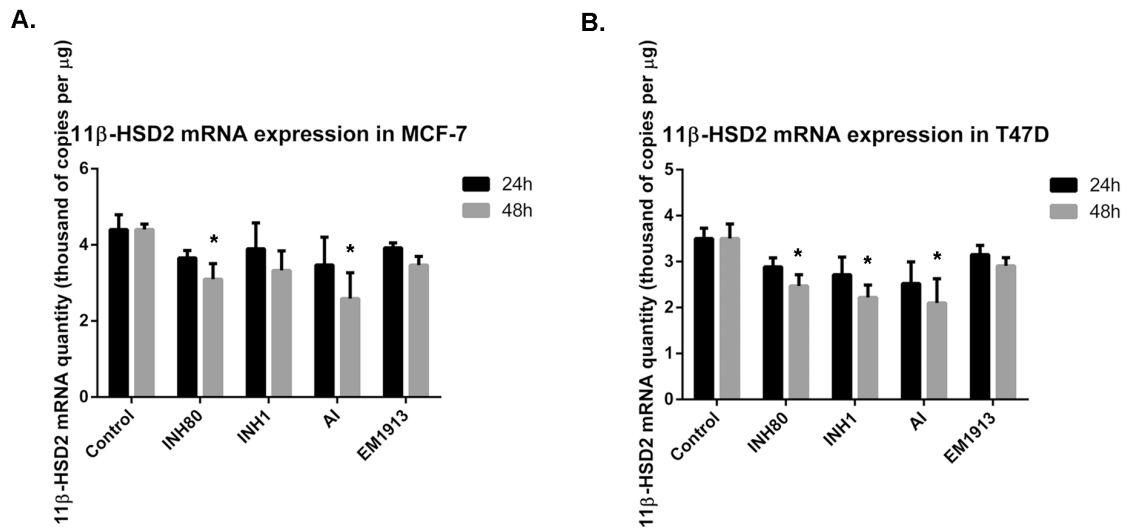 A.
11β-HSD2 mRNA quantity (thousand of copies per μg)
11β-HSD2 mRNA expression in MCF-7
6
4
2
0
24h
48h
*
*
Control
INH80
INH1
AI
EM1913
B.
11β-HSD2 mRNA quantity (thousand of copies per μg)
11β-HSD2 mRNA expression in T47D
5
4
3
2
1
0
24h
48h
*
*
*
Control
INH80
INH1
AI
EM1913